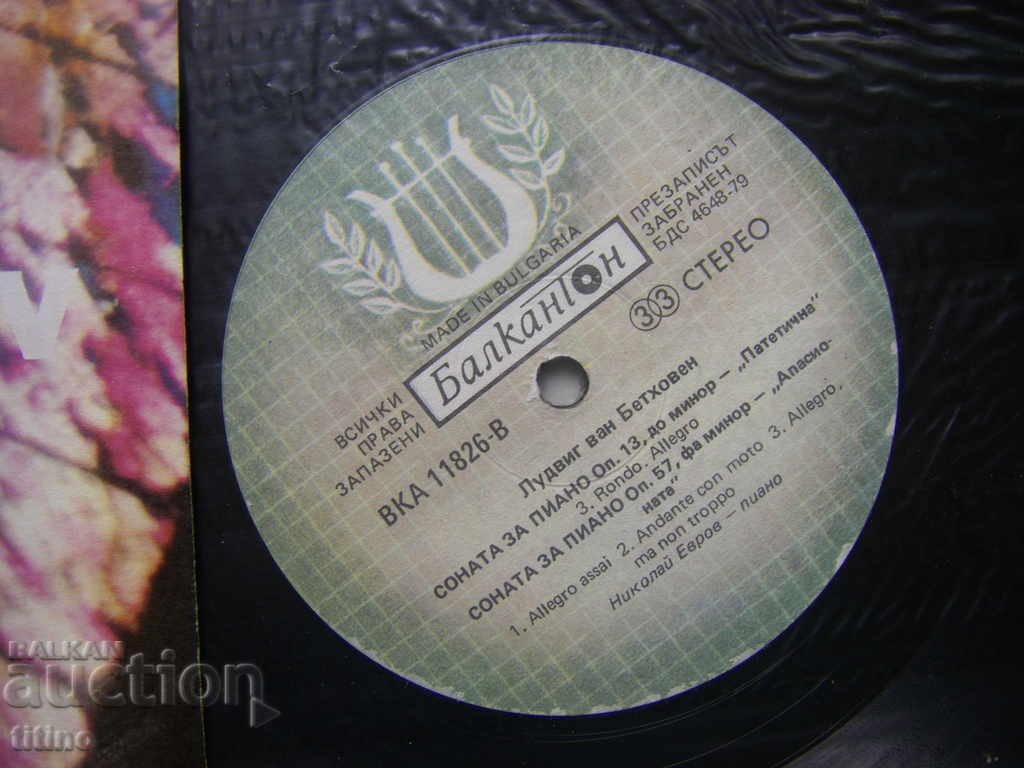 MADE IN BULGARIA
Балкантон
ВСИЧКИ
ПРАВА
ЗАПАЗЕНИ
ПРЕЗАПИСЪТ
ЗАБРАНЕН
БДС 4648-79
33 СТЕРЕО
ВКА 11826-В
Лудвиг ван Бетховен
СОНАТА ЗА ПИАНО Оп. 13, до минор — „Патетична“
3. Rondo. Allegro
СОНАТА ЗА ПИАНО Оп. 57, фа минор — „Апасио-
ната“
1. Allegro assai 2. Andante con moto 3. Allegro,
ma non troppo
Николай Евров — пиано
BALKAN
auction
titino